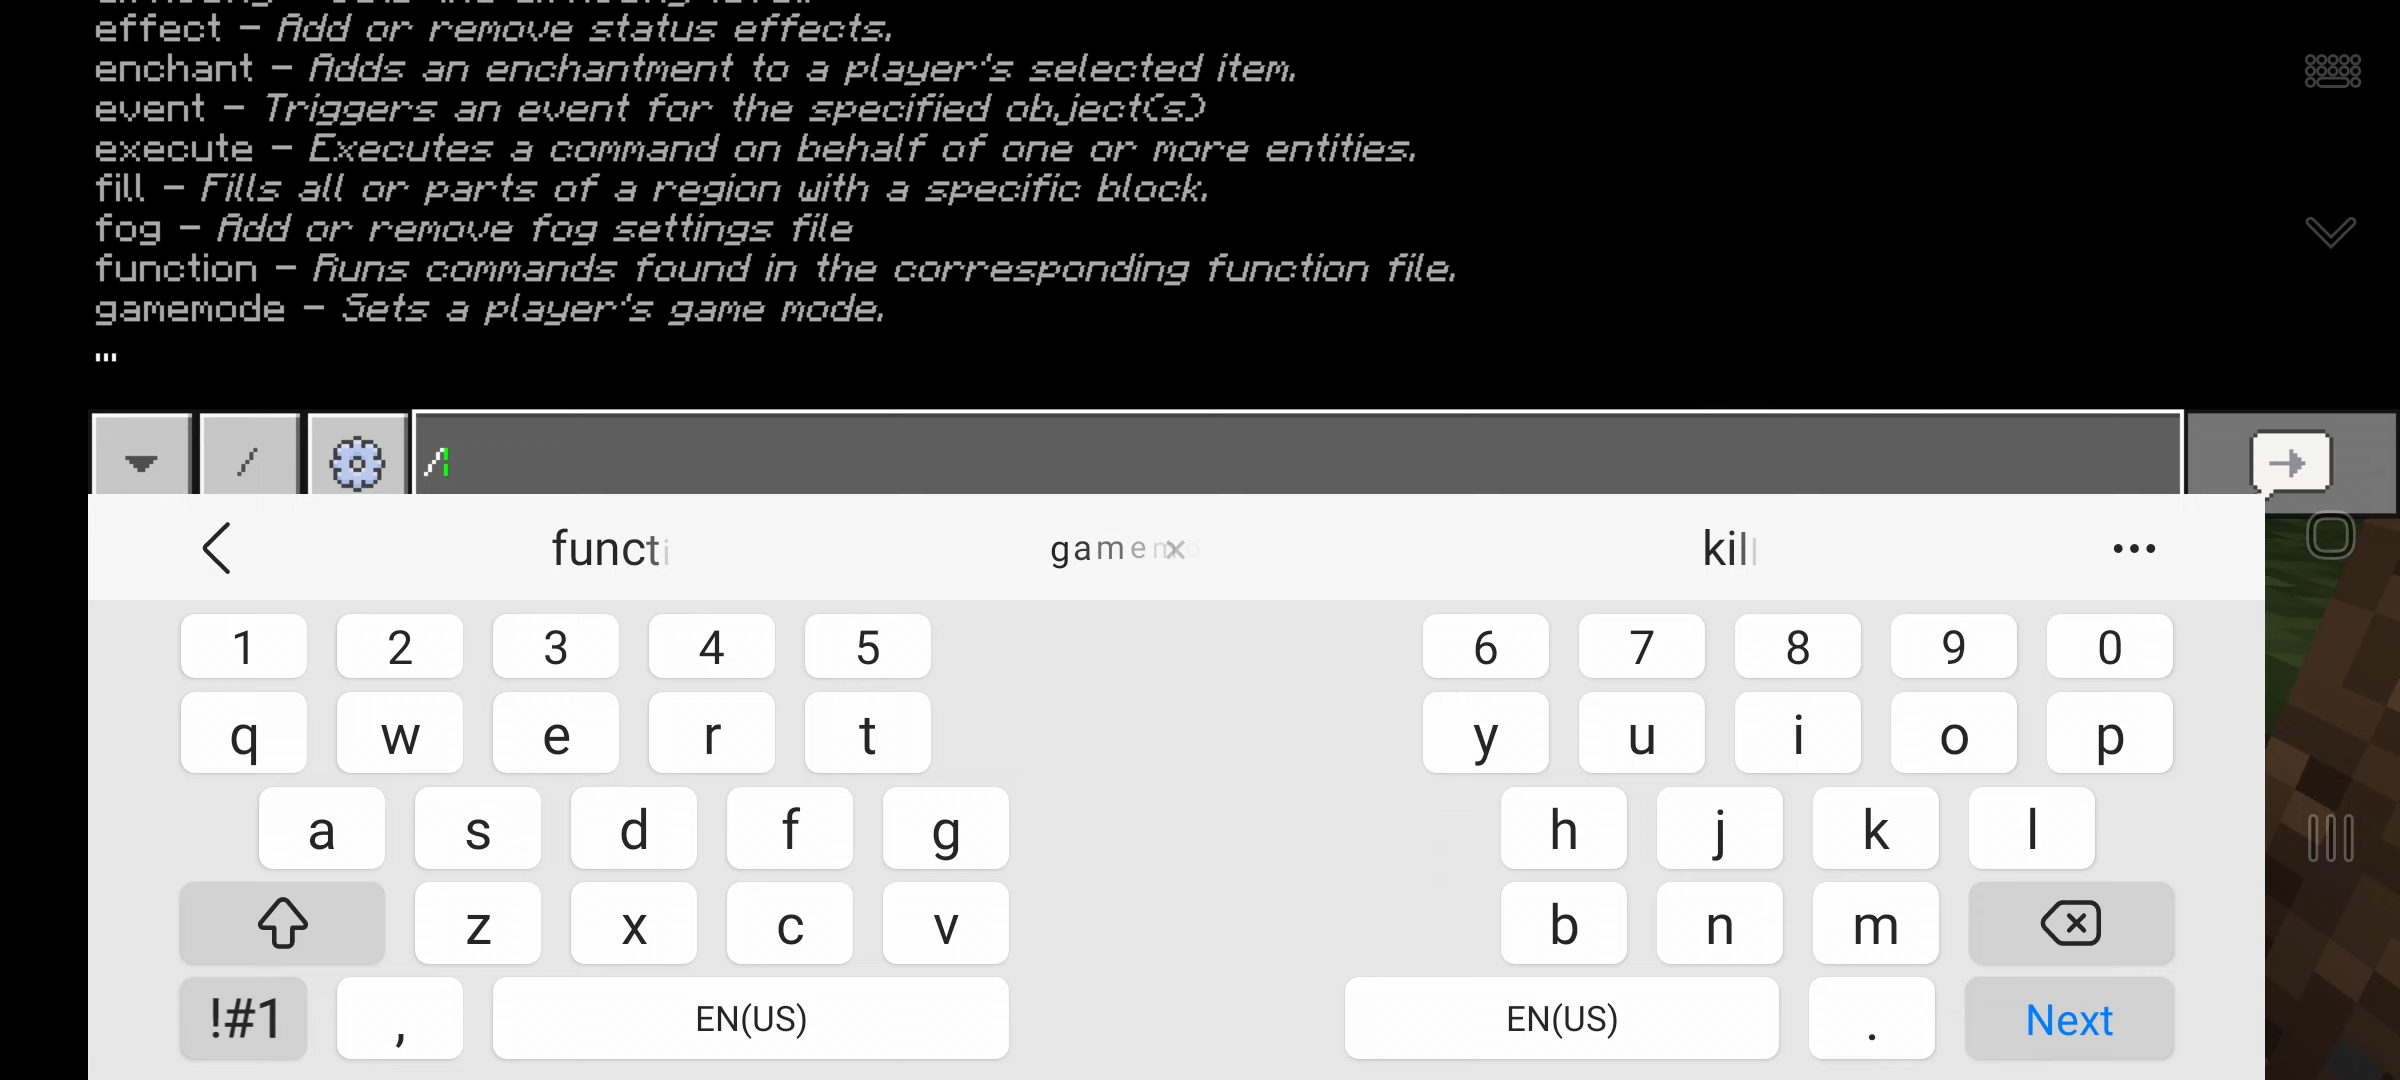 effect – Add or remove status effects.
enchant – Adds an enchantment to a player's selected item.
event – Triggers an event for the specified object(s)
execute – Executes a command on behalf of one or more entities.
fill – Fills all or parts of a region with a specific block.
fog – Add or remove fog settings file
function – Runs commands found in the corresponding function file.
gamemode – Sets a player's game mode.
...
/ /
functi gamem kill
1 2 3 4 5 6 7 8 9 0
q w e r t y u i o p
a s d f g h j k l
z x c v b n m
!#1 , EN(US) EN(US) . Next